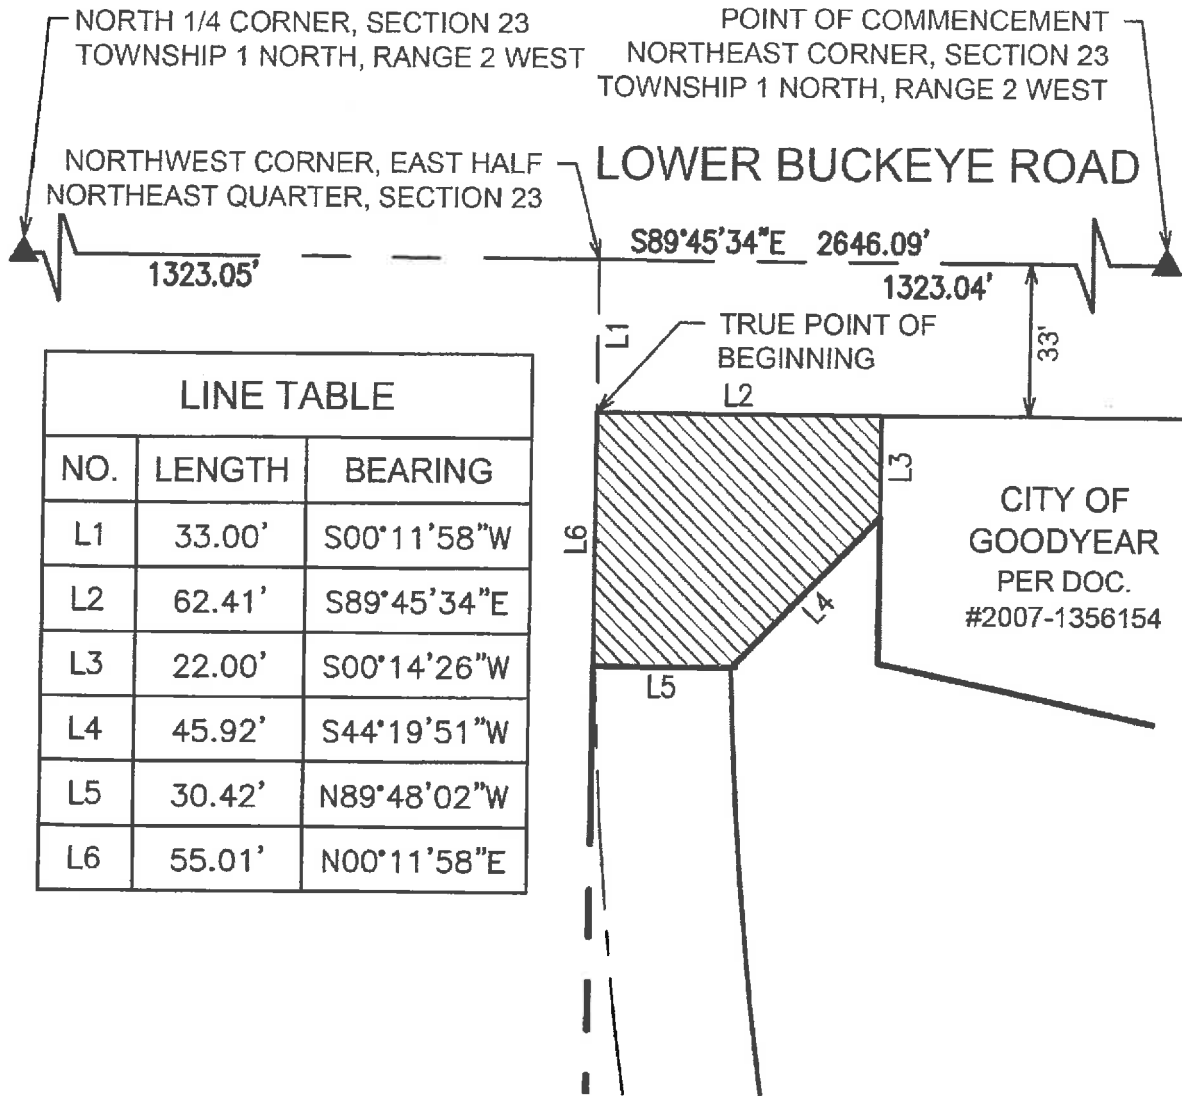 NORTH 1/4 CORNER, SECTION 23
TOWNSHIP 1 NORTH, RANGE 2 WEST
POINT OF COMMENCEMENT
NORTHEAST CORNER, SECTION 23
TOWNSHIP 1 NORTH, RANGE 2 WEST
NORTHWEST CORNER, EAST HALF
NORTHEAST QUARTER, SECTION 23
LOWER BUCKEYE ROAD
S89°45'34"E 2646.09'
1323.05'
1323.04'
L1
TRUE POINT OF
BEGINNING
33'
L2
L3
L6
L4
L5
CITY OF
GOODYEAR
PER DOC.
#2007-1356154
LINE TABLE
NO. LENGTH BEARING
L1 33.00' S00°11'58"W
L2 62.41' S89°45'34"E
L3 22.00' S00°14'26"W
L4 45.92' S44°19'51"W
L5 30.42' N89°48'02"W
L6 55.01' N00°11'58"E